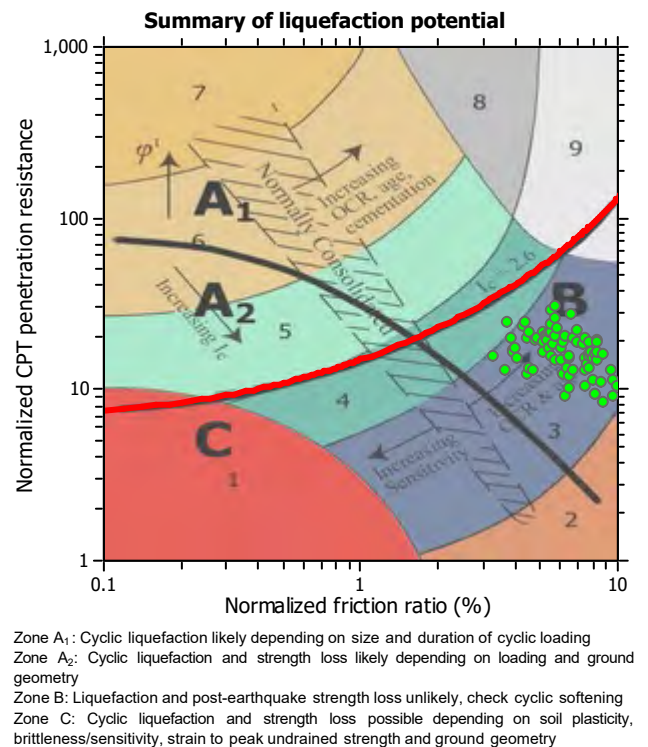 Summary of liquefaction potential
1,000
100
10
1
Normalized CPT penetration resistance
7
8
9
φ'
A1
Increasing
OCR, age,
cementation
Normally Consolidated
6
A2
Increasing Ic
5
Ic = 2.6
B
4
C
1
Increasing
OCR &
3
Increasing
Sensitivity
2
0.1
1
10
Normalized friction ratio (%)
Zone A1: Cyclic liquefaction likely depending on size and duration of cyclic loading
Zone A2: Cyclic liquefaction and strength loss likely depending on loading and ground
geometry
Zone B: Liquefaction and post-earthquake strength loss unlikely, check cyclic softening
Zone C: Cyclic liquefaction and strength loss possible depending on soil plasticity,
brittleness/sensitivity, strain to peak undrained strength and ground geometry